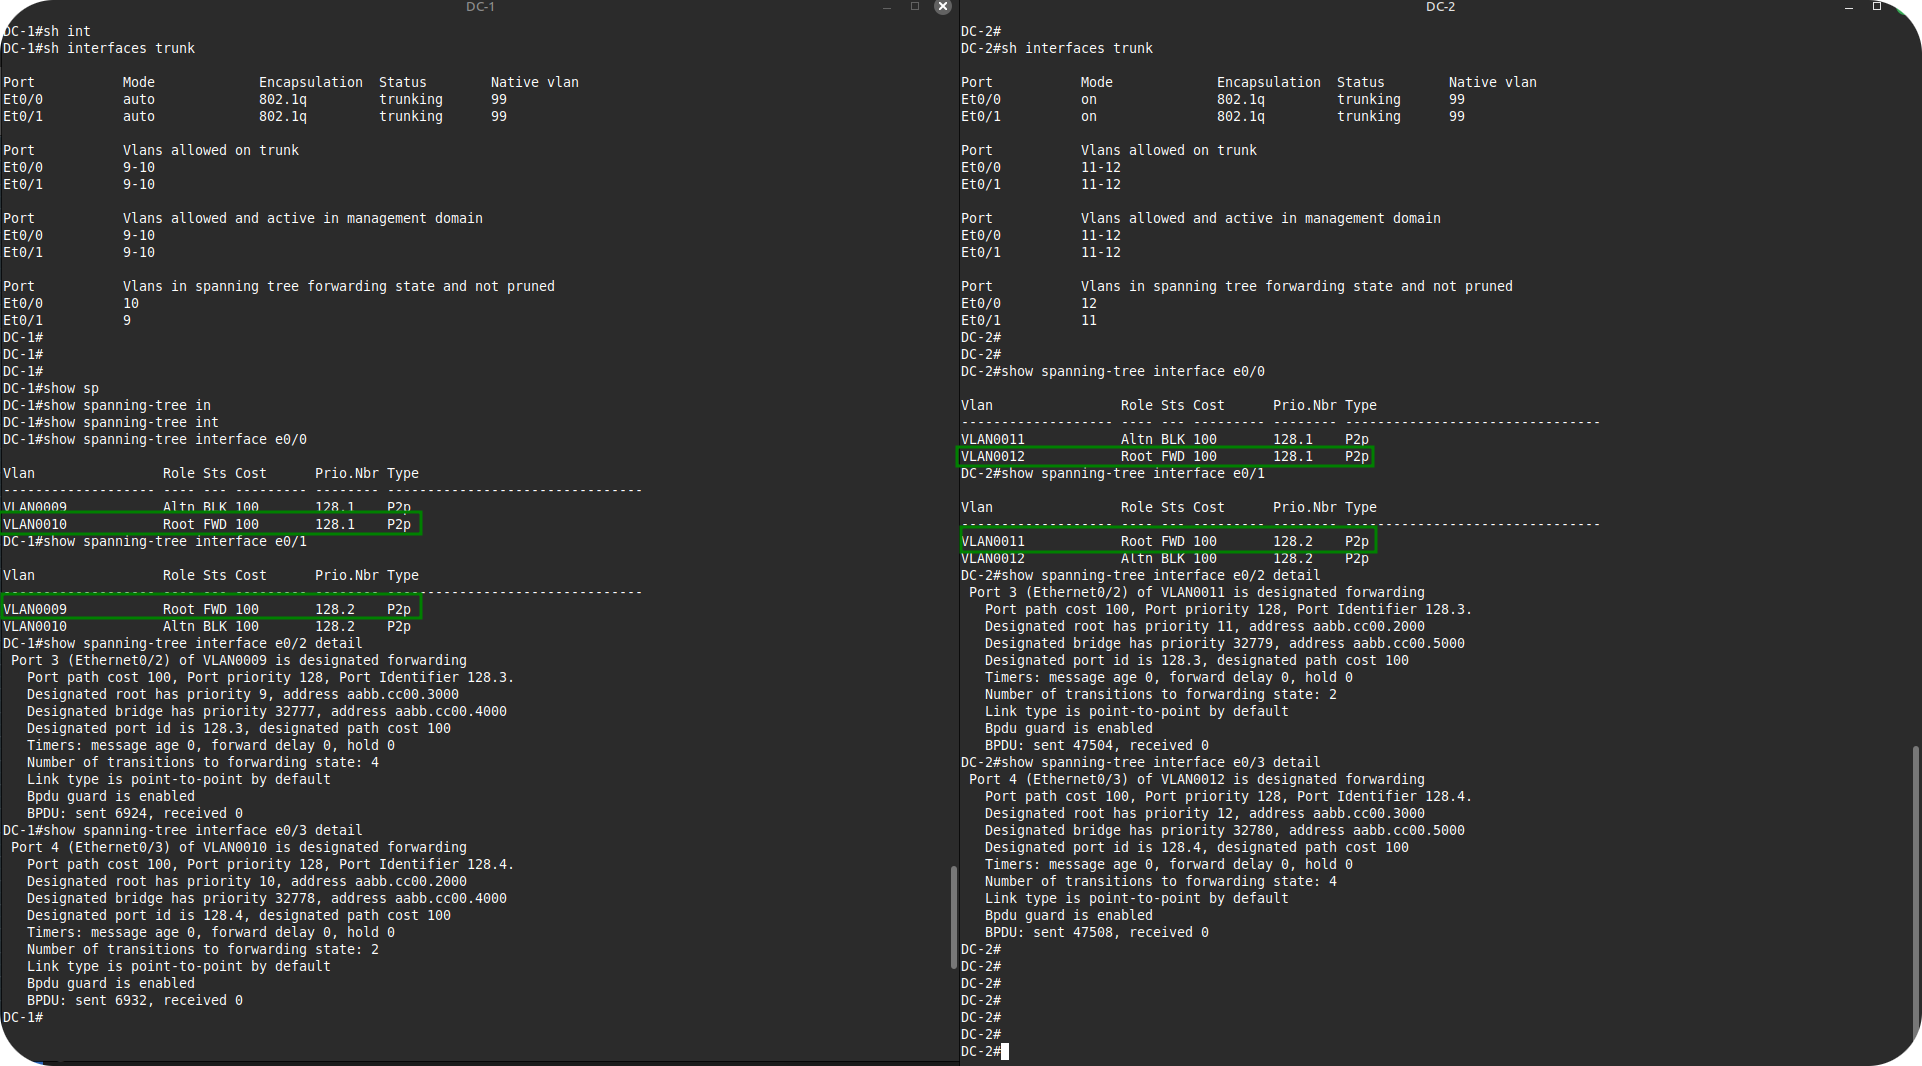 DC-1
DC-1#sh int
DC-1#sh interfaces trunk
Port Mode Encapsulation Status Native vlan
Et0/0 auto 802.1q trunking 99
Et0/1 auto 802.1q trunking 99
Port Vlans allowed on trunk
Et0/0 9-10
Et0/1 9-10
Port Vlans allowed and active in management domain
Et0/0 9-10
Et0/1 9-10
Port Vlans in spanning tree forwarding state and not pruned
Et0/0 10
Et0/1 9
DC-1#
DC-1#
DC-1#
DC-1#show sp
DC-1#show spanning-tree in
DC-1#show spanning-tree int
DC-1#show spanning-tree interface e0/0
Vlan Role Sts Cost Prio.Nbr Type
------------------- ---- --- --------- -------- --------------------------------
VLAN0009 Altn BLK 100 128.1 P2p
VLAN0010 Root FWD 100 128.1 P2p
DC-1#show spanning-tree interface e0/1
Vlan Role Sts Cost Prio.Nbr Type
------------------- ---- --- --------- -------- --------------------------------
VLAN0009 Root FWD 100 128.2 P2p
VLAN0010 Altn BLK 100 128.2 P2p
DC-1#show spanning-tree interface e0/2 detail
Port 3 (Ethernet0/2) of VLAN0009 is designated forwarding
Port path cost 100, Port priority 128, Port Identifier 128.3.
Designated root has priority 9, address aabb.cc00.3000
Designated bridge has priority 32777, address aabb.cc00.4000
Designated port id is 128.3, designated path cost 100
Timers: message age 0, forward delay 0, hold 0
Number of transitions to forwarding state: 4
Link type is point-to-point by default
Bpdu guard is enabled
BPDU: sent 6924, received 0
DC-1#show spanning-tree interface e0/3 detail
Port 4 (Ethernet0/3) of VLAN0010 is designated forwarding
Port path cost 100, Port priority 128, Port Identifier 128.4.
Designated root has priority 10, address aabb.cc00.2000
Designated bridge has priority 32778, address aabb.cc00.4000
Designated port id is 128.4, designated path cost 100
Timers: message age 0, forward delay 0, hold 0
Number of transitions to forwarding state: 2
Link type is point-to-point by default
Bpdu guard is enabled
BPDU: sent 6932, received 0
DC-1#
DC-2
DC-2#
DC-2#sh interfaces trunk
Port Mode Encapsulation Status Native vlan
Et0/0 on 802.1q trunking 99
Et0/1 on 802.1q trunking 99
Port Vlans allowed on trunk
Et0/0 11-12
Et0/1 11-12
Port Vlans allowed and active in management domain
Et0/0 11-12
Et0/1 11-12
Port Vlans in spanning tree forwarding state and not pruned
Et0/0 12
Et0/1 11
DC-2#
DC-2#
DC-2#show spanning-tree interface e0/0
Vlan Role Sts Cost Prio.Nbr Type
------------------- ---- --- --------- -------- --------------------------------
VLAN0011 Altn BLK 100 128.1 P2p
VLAN0012 Root FWD 100 128.1 P2p
DC-2#show spanning-tree interface e0/1
Vlan Role Sts Cost Prio.Nbr Type
------------------- ---- --- --------- -------- --------------------------------
VLAN0011 Root FWD 100 128.2 P2p
VLAN0012 Altn BLK 100 128.2 P2p
DC-2#show spanning-tree interface e0/2 detail
Port 3 (Ethernet0/2) of VLAN0011 is designated forwarding
Port path cost 100, Port priority 128, Port Identifier 128.3.
Designated root has priority 11, address aabb.cc00.2000
Designated bridge has priority 32779, address aabb.cc00.5000
Designated port id is 128.3, designated path cost 100
Timers: message age 0, forward delay 0, hold 0
Number of transitions to forwarding state: 2
Link type is point-to-point by default
Bpdu guard is enabled
BPDU: sent 47504, received 0
DC-2#show spanning-tree interface e0/3 detail
Port 4 (Ethernet0/3) of VLAN0012 is designated forwarding
Port path cost 100, Port priority 128, Port Identifier 128.4.
Designated root has priority 12, address aabb.cc00.3000
Designated bridge has priority 32780, address aabb.cc00.5000
Designated port id is 128.4, designated path cost 100
Timers: message age 0, forward delay 0, hold 0
Number of transitions to forwarding state: 4
Link type is point-to-point by default
Bpdu guard is enabled
BPDU: sent 47508, received 0
DC-2#
DC-2#
DC-2#
DC-2#
DC-2#
DC-2#
DC-2#